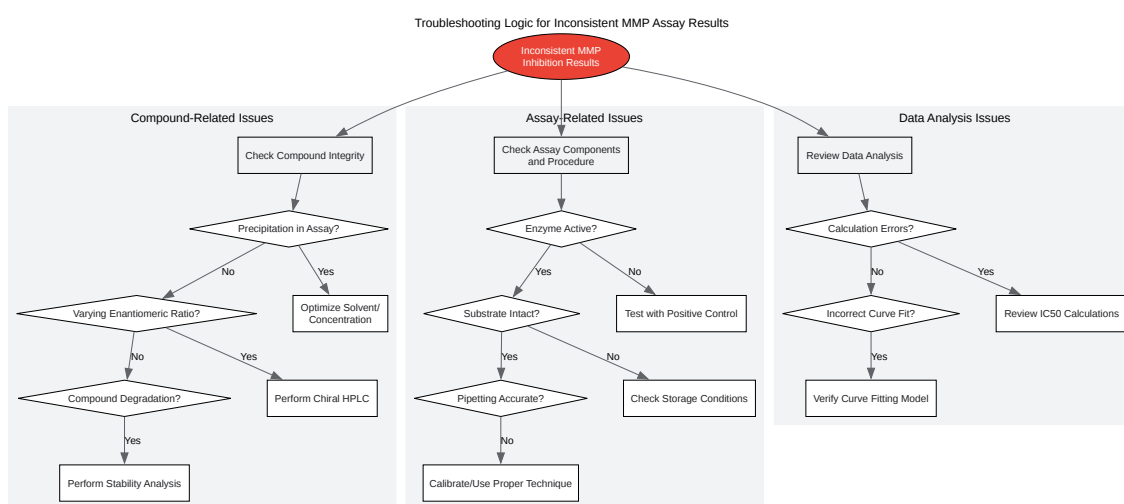 Troubleshooting Logic for Inconsistent MMP Assay Results
Inconsistent MMP
Inhibition Results
Compound-Related Issues
Assay-Related Issues
Data Analysis Issues
Check Compound Integrity
Check Assay Components
and Procedure
Review Data Analysis
Precipitation in Assay?
Enzyme Active?
Calculation Errors?
No
Yes
Yes
No
No
Yes
Varying Enantiomeric Ratio?
Optimize Solvent/
Concentration
Substrate Intact?
Test with Positive Control
Incorrect Curve Fit?
Review IC50 Calculations
No
Yes
Yes
No
Yes
Compound Degradation?
Perform Chiral HPLC
Pipetting Accurate?
Check Storage Conditions
Verify Curve Fitting Model
Yes
No
Perform Stability Analysis
Calibrate/Use Proper Technique